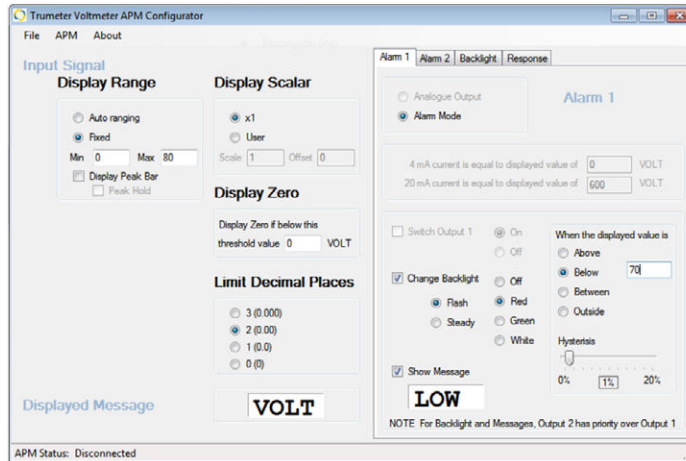 Trumeter Voltmeter APM Configurator
File APM About
Input Signal
Display Range
Auto ranging
Fixed
Min 0 Max 80
Display Peak Bar
Peak Hold
Display Scalar
x1
User
Scale 1 Offset 0
Display Zero
Display Zero if below this
threshold value 0 VOLT
Limit Decimal Places
3 (0.000)
2 (0.00)
1 (0.0)
0 (0)
Displayed Message
VOLT
Alarm 1 Alarm 2 Backlight Response
Analogue Output
Alarm Mode
Alarm 1
4 mA current is equal to displayed value of 0 VOLT
20 mA current is equal to displayed value of 600 VOLT
Switch Output 1
On
Off
Change Backlight
Flash
Steady
Off
Red
Green
White
Show Message
LOW
When the displayed value is
Above
Below 70
Between
Outside
Hysterisis
0% 1% 20%
NOTE For Backlight and Messages, Output 2 has priority over Output 1
APM Status: Disconnected